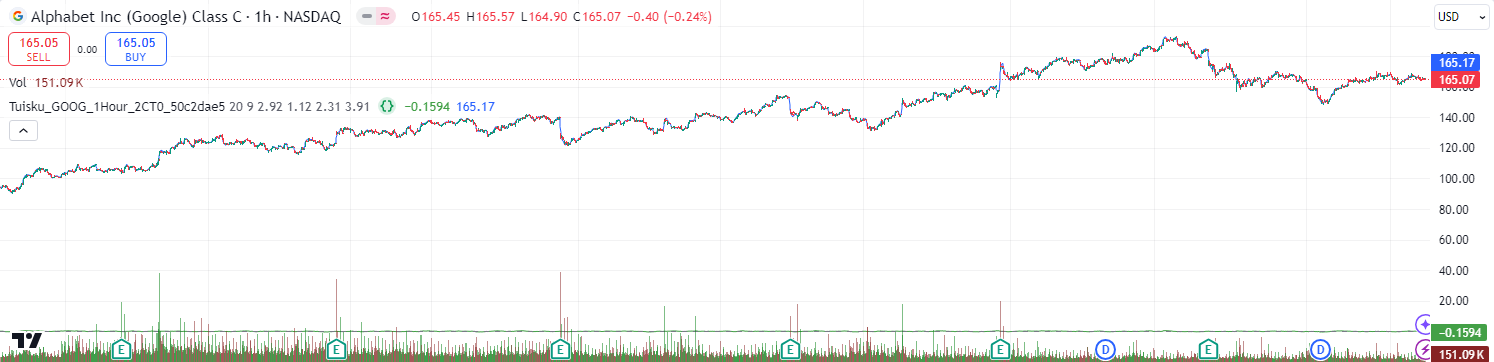 G Alphabet Inc (Google) Class C · 1h · NASDAQ O165.45 H165.57 L164.90 C165.07 −0.40 (−0.24%)
USD
165.05 SELL
0.00
165.05 BUY
Vol 151.09 K
Tuisku_GOOG_1Hour_2CT0_50c2dae5 20 9 2.92 1.12 2.31 3.91 {} −0.1594 165.17
165.17
165.07
140.00
120.00
100.00
80.00
60.00
40.00
20.00
−0.1594
151.09 K
E E E E E D E D